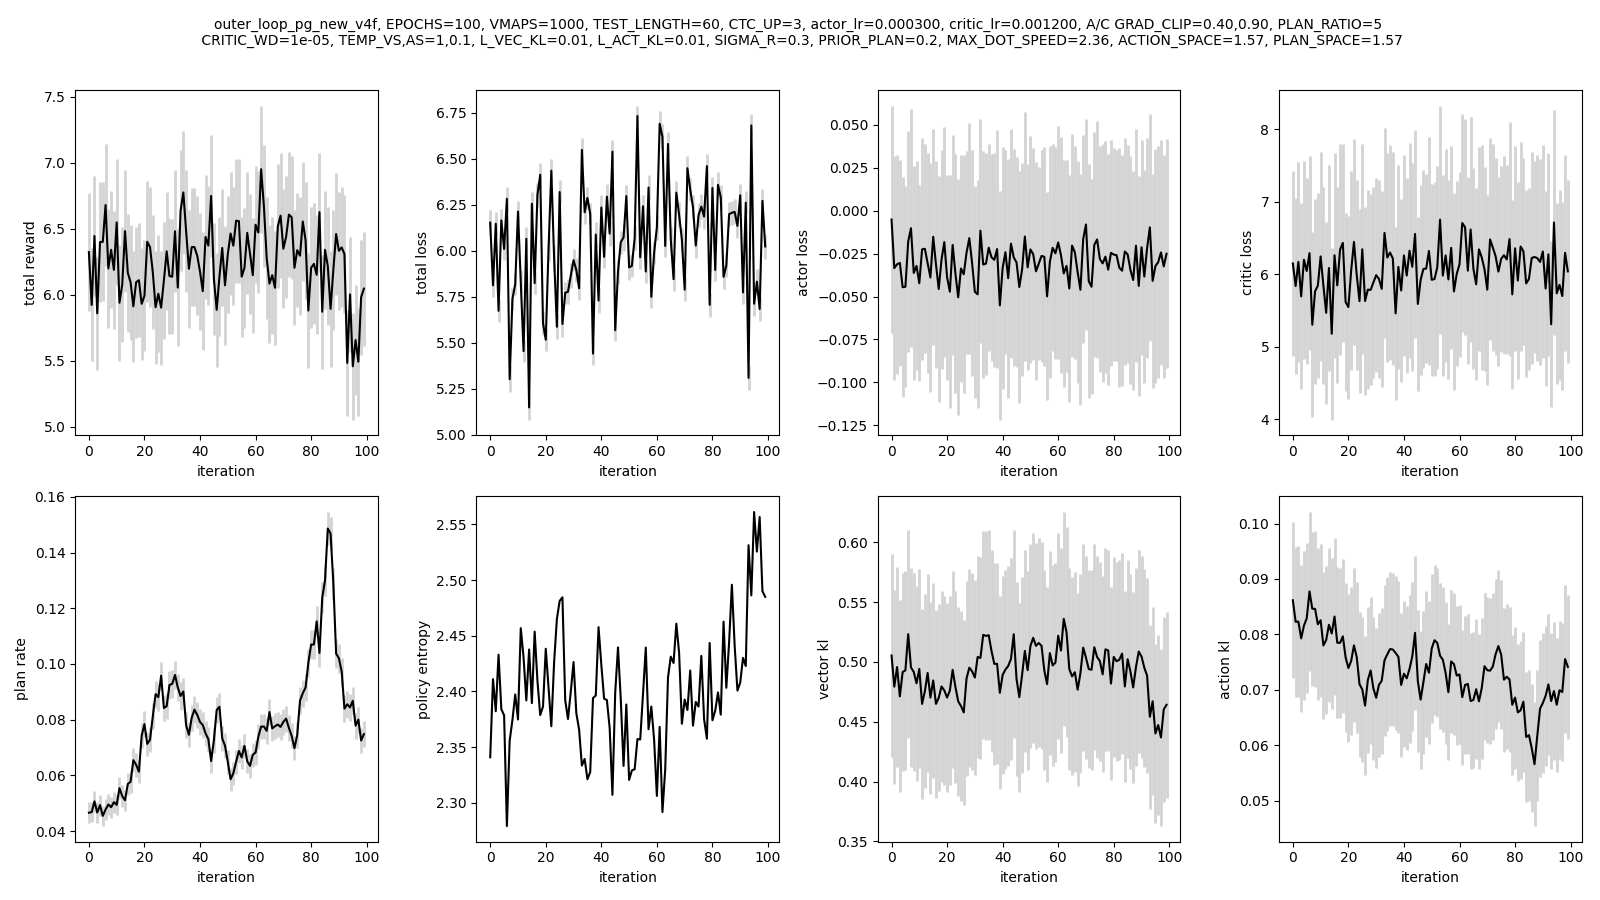 outer_loop_pg_new_v4f, EPOCHS=100, VMAPS=1000, TEST_LENGTH=60, CTC_UP=3, actor_lr=0.000300, critic_lr=0.001200, A/C GRAD_CLIP=0.40,0.90, PLAN_RATIO=5
CRITIC_WD=1e-05, TEMP_VS,AS=1,0.1, L_VEC_KL=0.01, L_ACT_KL=0.01, SIGMA_R=0.3, PRIOR_PLAN=0.2, MAX_DOT_SPEED=2.36, ACTION_SPACE=1.57, PLAN_SPACE=1.57
total reward
7.5
7.0
6.5
6.0
5.5
5.0
0 20 40 60 80 100
iteration
total loss
6.75
6.50
6.25
6.00
5.75
5.50
5.25
5.00
0 20 40 60 80 100
iteration
actor loss
0.050
0.025
0.000
−0.025
−0.050
−0.075
−0.100
−0.125
0 20 40 60 80 100
iteration
critic loss
8
7
6
5
4
0 20 40 60 80 100
iteration
plan rate
0.16
0.14
0.12
0.10
0.08
0.06
0.04
0 20 40 60 80 100
iteration
policy entropy
2.55
2.50
2.45
2.40
2.35
2.30
0 20 40 60 80 100
iteration
vector kl
0.60
0.55
0.50
0.45
0.40
0.35
0 20 40 60 80 100
iteration
action kl
0.10
0.09
0.08
0.07
0.06
0.05
0 20 40 60 80 100
iteration